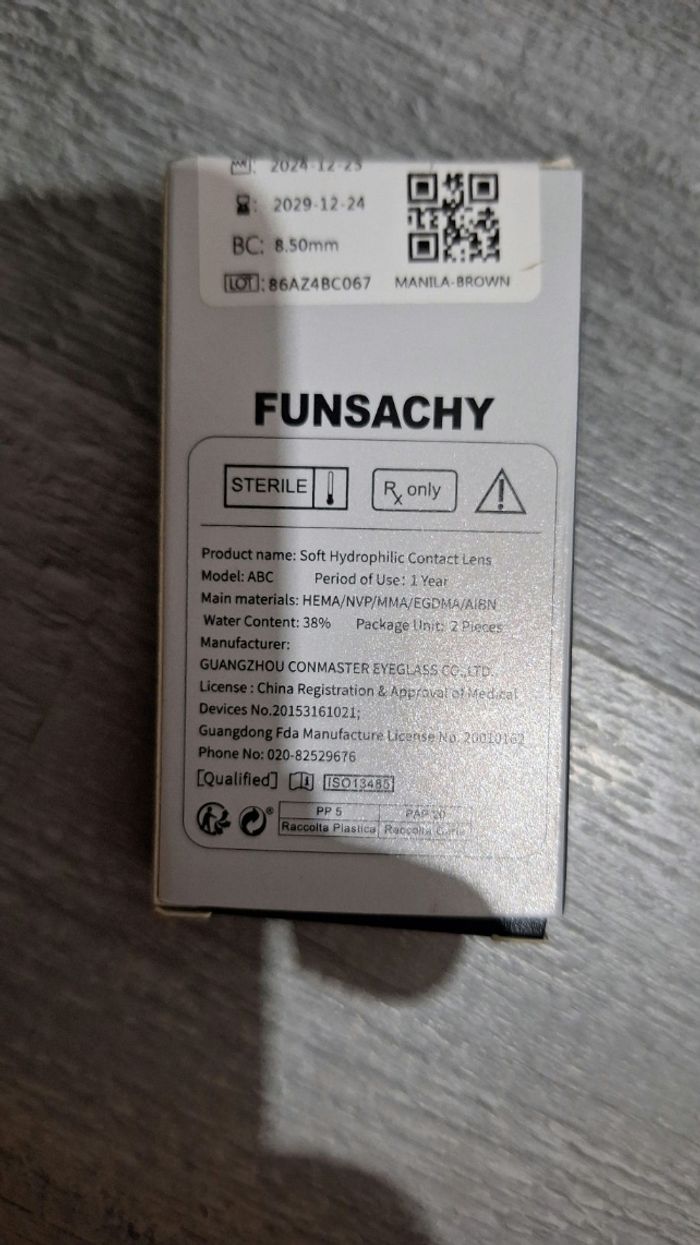 2024-12-23
: 2029-12-24
BC: 8.50mm
LOT: 86AZ4BC067 MANILA-BROWN
FUNSACHY
STERILE Rx only
Product name: Soft Hydrophilic Contact Lens
Model: ABC Period of Use: 1 Year
Main materials: HEMA/NVP/MMA/EGDMA/AIBN
Water Content: 38% Package Unit: 2 Pieces
Manufacturer:
GUANGZHOU CONMASTER EYEGLASS CO.,LTD.
License : China Registration & Approval of Medical
Devices No.20153161021;
Guangdong Fda Manufacture License No. 20010162
Phone No: 020-82529676
[Qualified] ISO13485
PP 5 PAP 20
Raccolta Plastica Raccolta Carta